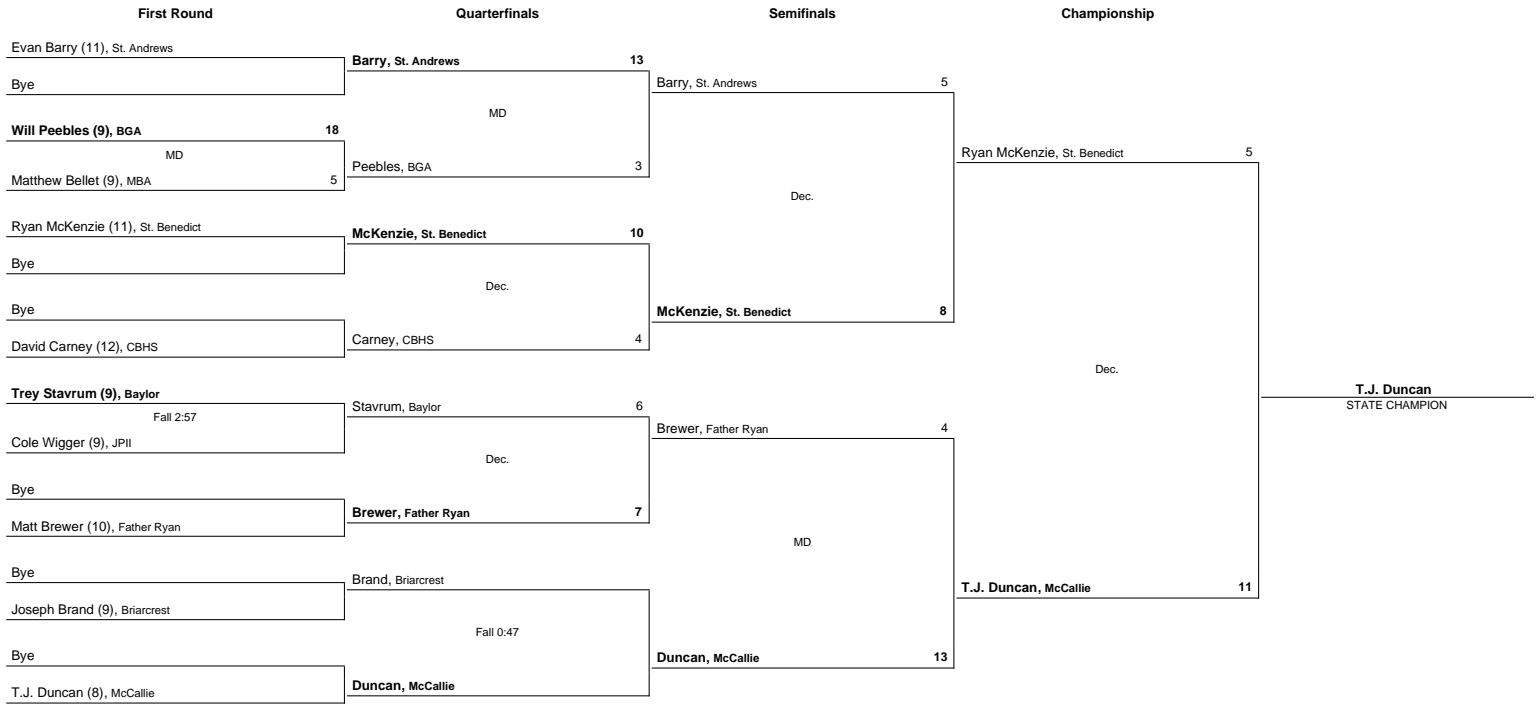 First Round Quarterfinals Semifinals Championship
Evan Barry (11), St. Andrews
Bye
Will Peebles (9), BGA 18
MD
Matthew Bellet (9), MBA 5
Ryan McKenzie (11), St. Benedict
Bye
Bye
David Carney (12), CBHS
Trey Stavrum (9), Baylor
Fall 2:57
Cole Wigger (9), JPII
Bye
Matt Brewer (10), Father Ryan
Bye
Joseph Brand (9), Briarcrest
Bye
T.J. Duncan (8), McCallie
Barry, St. Andrews 13
MD
Peebles, BGA 3
McKenzie, St. Benedict 10
Dec.
Carney, CBHS 4
Stavrum, Baylor 6
Dec.
Brewer, Father Ryan 7
Brand, Briarcrest
Fall 0:47
Duncan, McCallie
Barry, St. Andrews 5
Dec.
McKenzie, St. Benedict 8
Brewer, Father Ryan 4
MD
Duncan, McCallie 13
Ryan McKenzie, St. Benedict 5
Dec.
T.J. Duncan, McCallie 11
T.J. Duncan
STATE CHAMPION